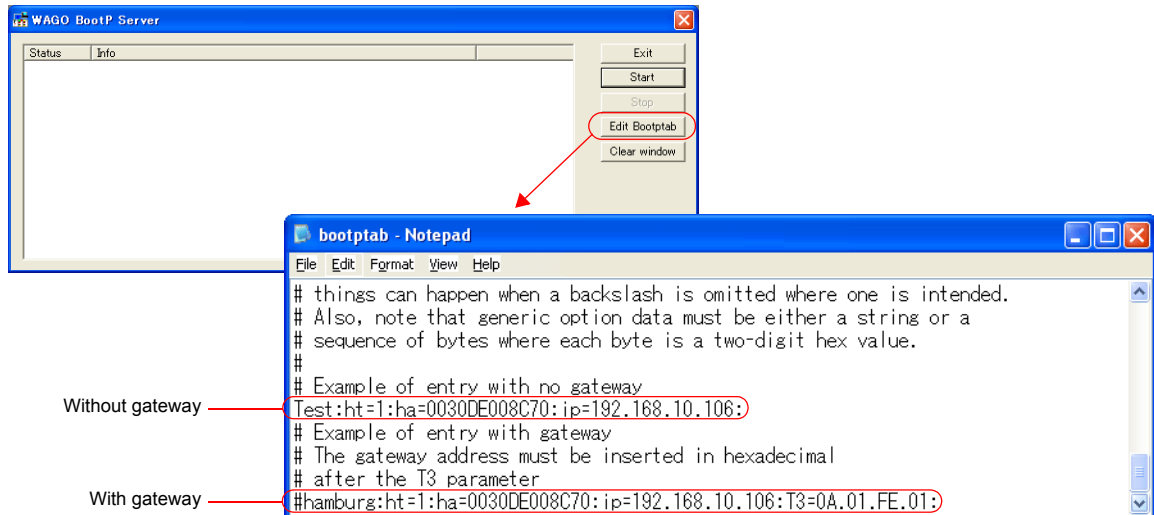 WAGO BootP Server
Status Info
Exit
Start
Stop
Edit Bootptab
Clear window
bootptab - Notepad
File Edit Format View Help
# things can happen when a backslash is omitted where one is intended.
# Also, note that generic option data must be either a string or a
# sequence of bytes where each byte is a two-digit hex value.
#
# Example of entry with no gateway
Without gateway
Test:ht=1:ha=0030DE008C70:ip=192.168.10.106:
# Example of entry with gateway
# The gateway address must be inserted in hexadecimal
# after the T3 parameter
With gateway
#hamburg:ht=1:ha=0030DE008C70:ip=192.168.10.106:T3=0A.01.FE.01: